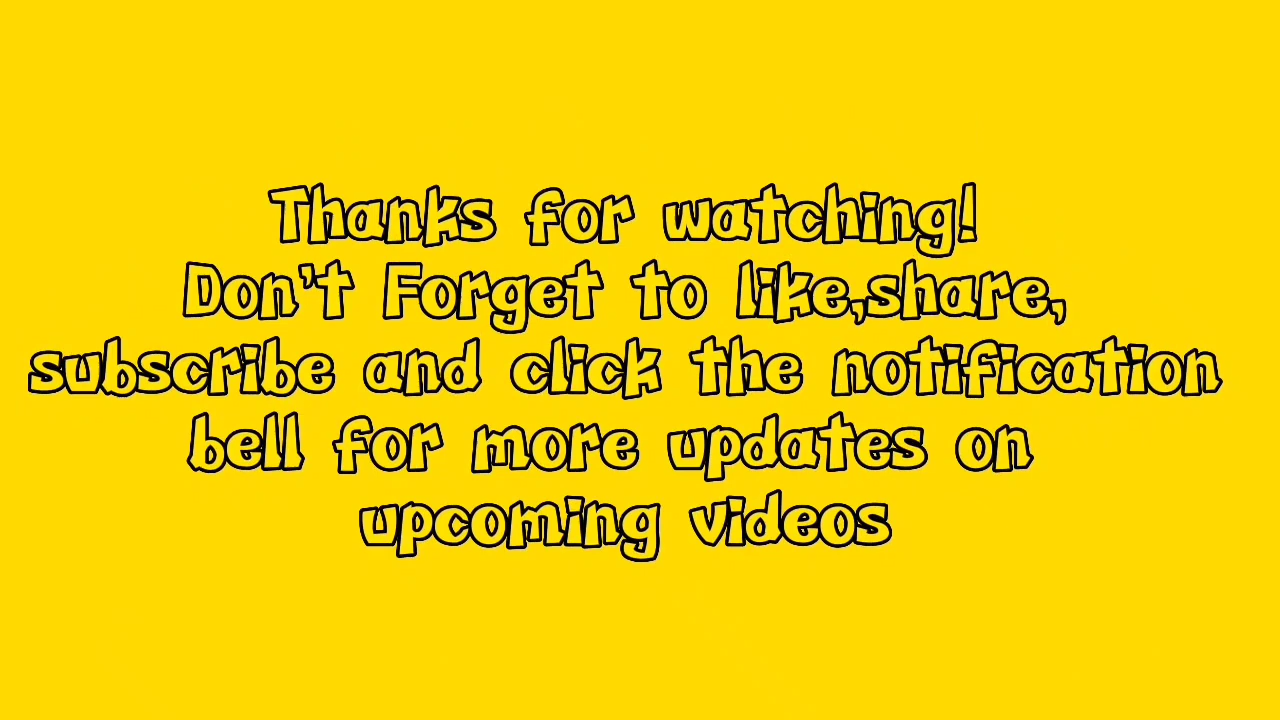 Thanks for watching!
Don't Forget to like,share,
subscribe and click the notification
bell for more updates on
upcoming videos